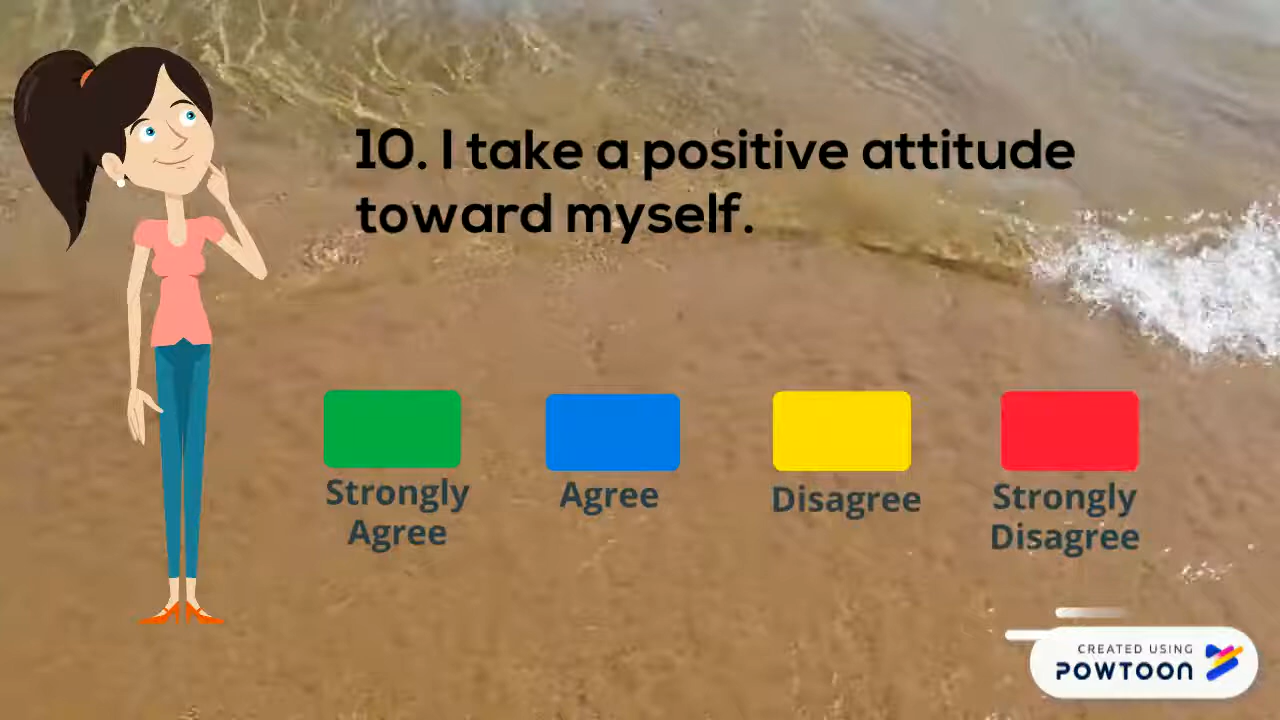 10. I take a positive attitude
toward myself.
Strongly
Agree
Agree
Disagree
Strongly
Disagree
CREATED USING
POWTOON